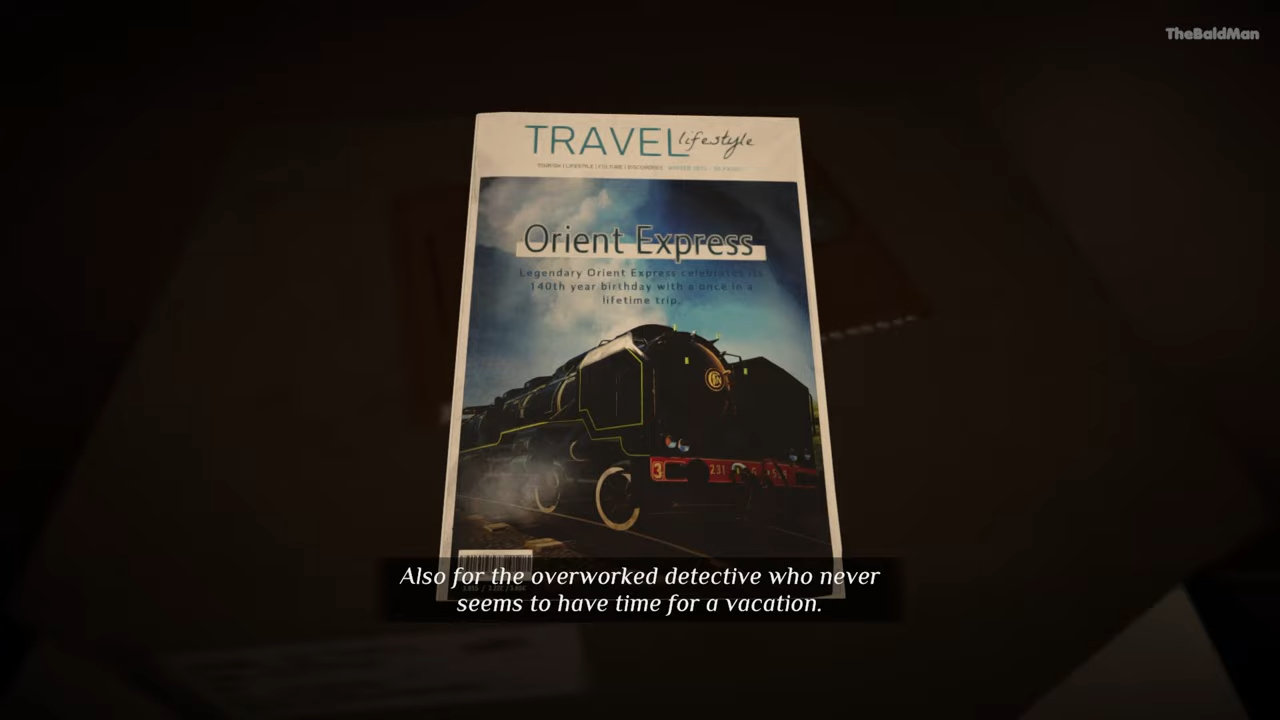 TheBaldMan
TRAVEL lifestyle
Orient Express
Legendary Orient Express celebrates its
140th year birthday with a once in a
lifetime trip.
231
Also for the overworked detective who never
seems to have time for a vacation.